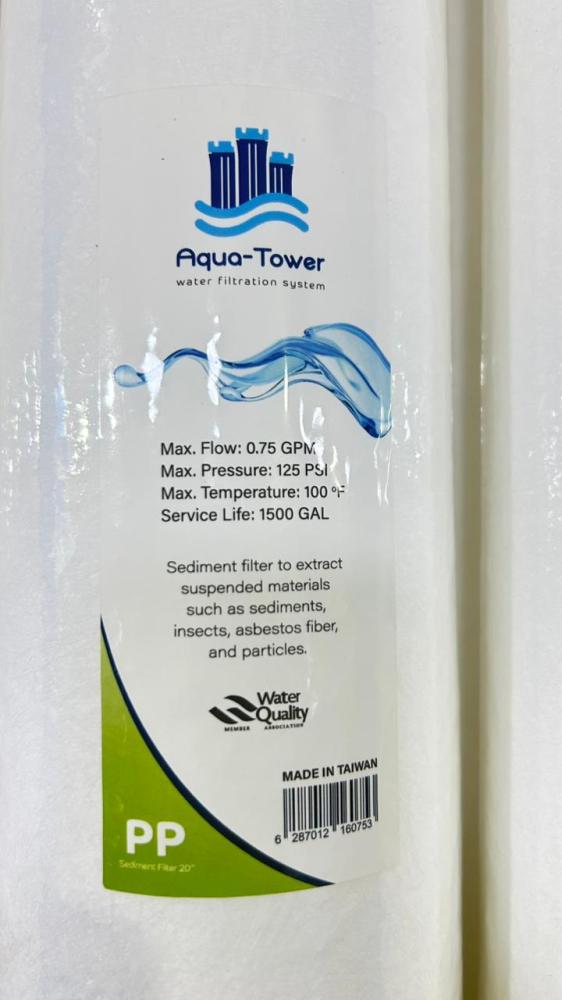 Aqua-Tower
water filtration system
Max. Flow: 0.75 GPM
Max. Pressure: 125 PSI
Max. Temperature: 100 °F
Service Life: 1500 GAL
Sediment filter to extract
suspended materials
such as sediments,
insects, asbestos fiber,
and particles.
Water
Quality
MEMBER ASSOCIATION
MADE IN TAIWAN
6 287012 160753
PP
Sediment Filter 20"